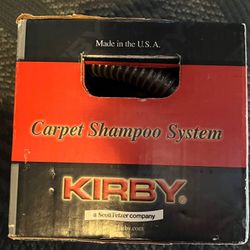 Made in the U.S.A.
Carpet Shampoo System
KIRBY®
a Scott Fetzer company